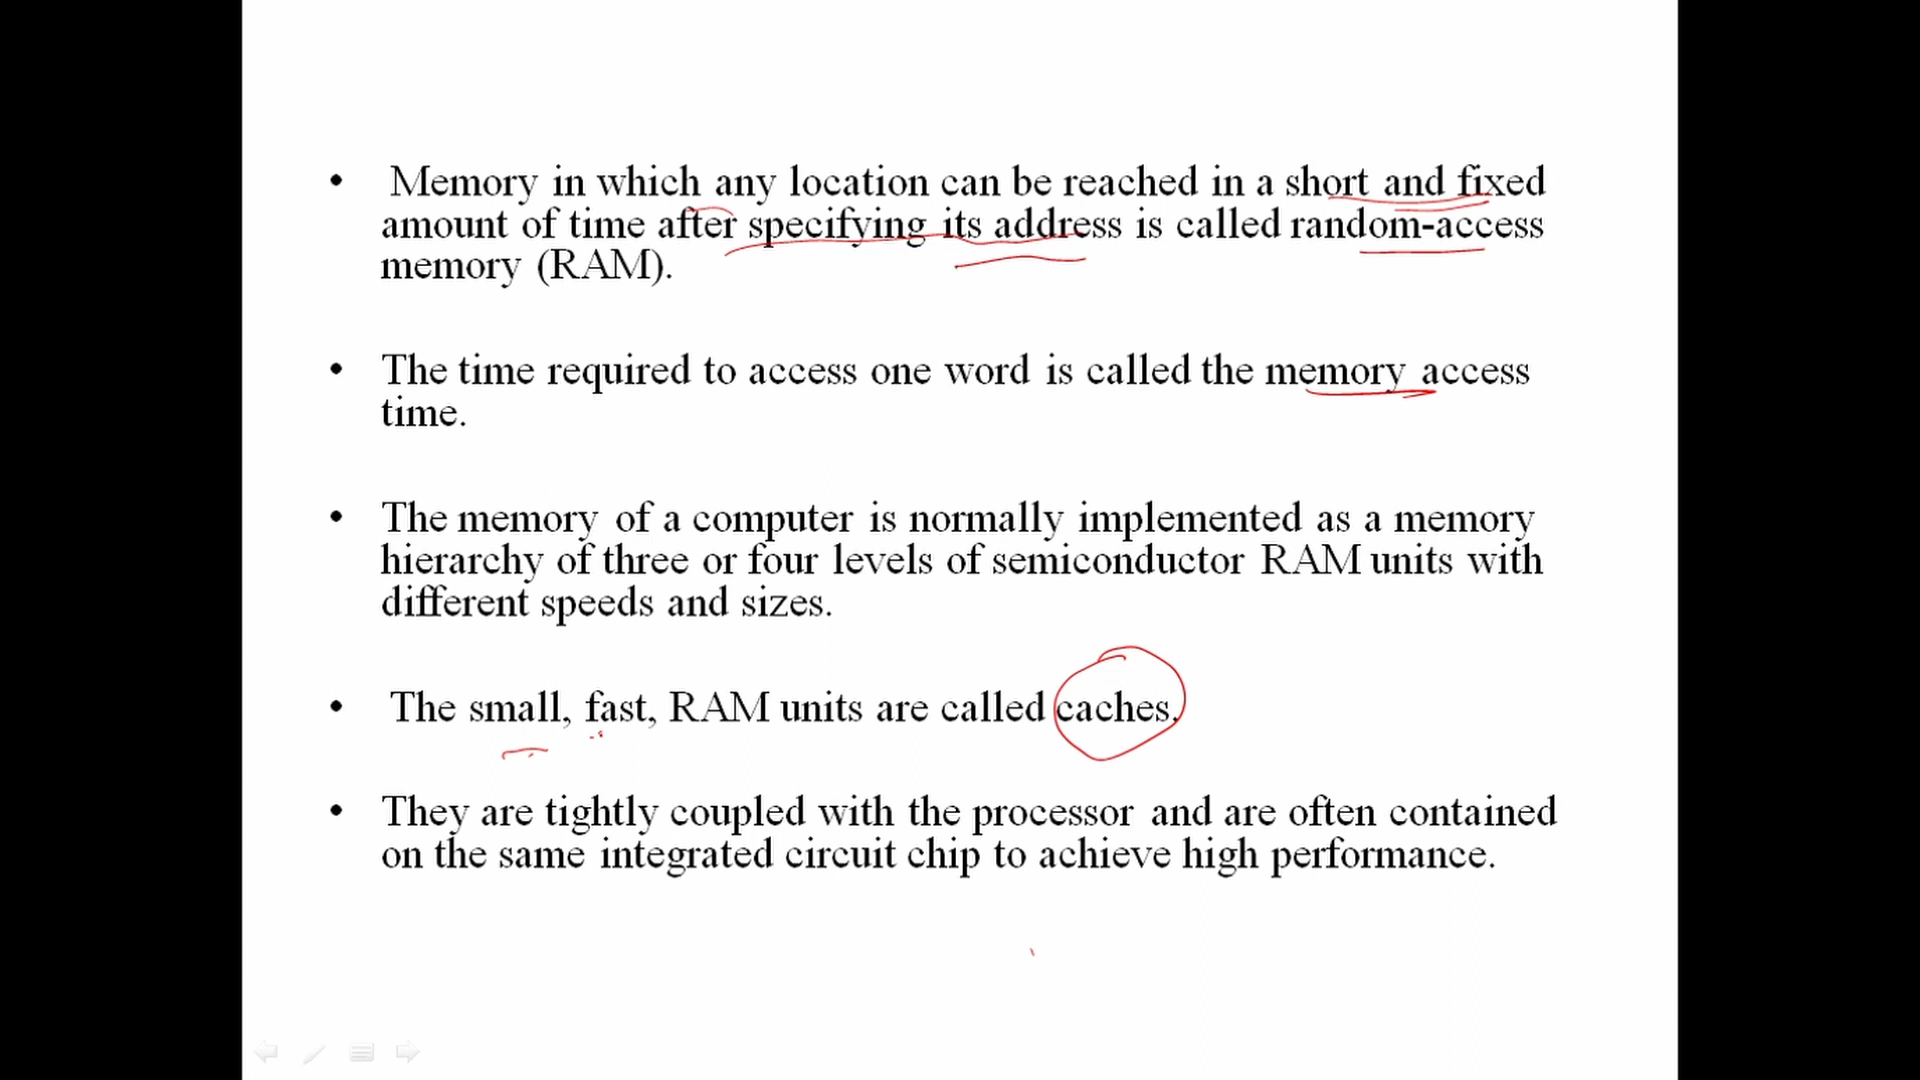 • Memory in which any location can be reached in a short and fixed
amount of time after specifying its address is called random-access
memory (RAM).
• The time required to access one word is called the memory access
time.
• The memory of a computer is normally implemented as a memory
hierarchy of three or four levels of semiconductor RAM units with
different speeds and sizes.
• The small, fast, RAM units are called caches.
• They are tightly coupled with the processor and are often contained
on the same integrated circuit chip to achieve high performance.